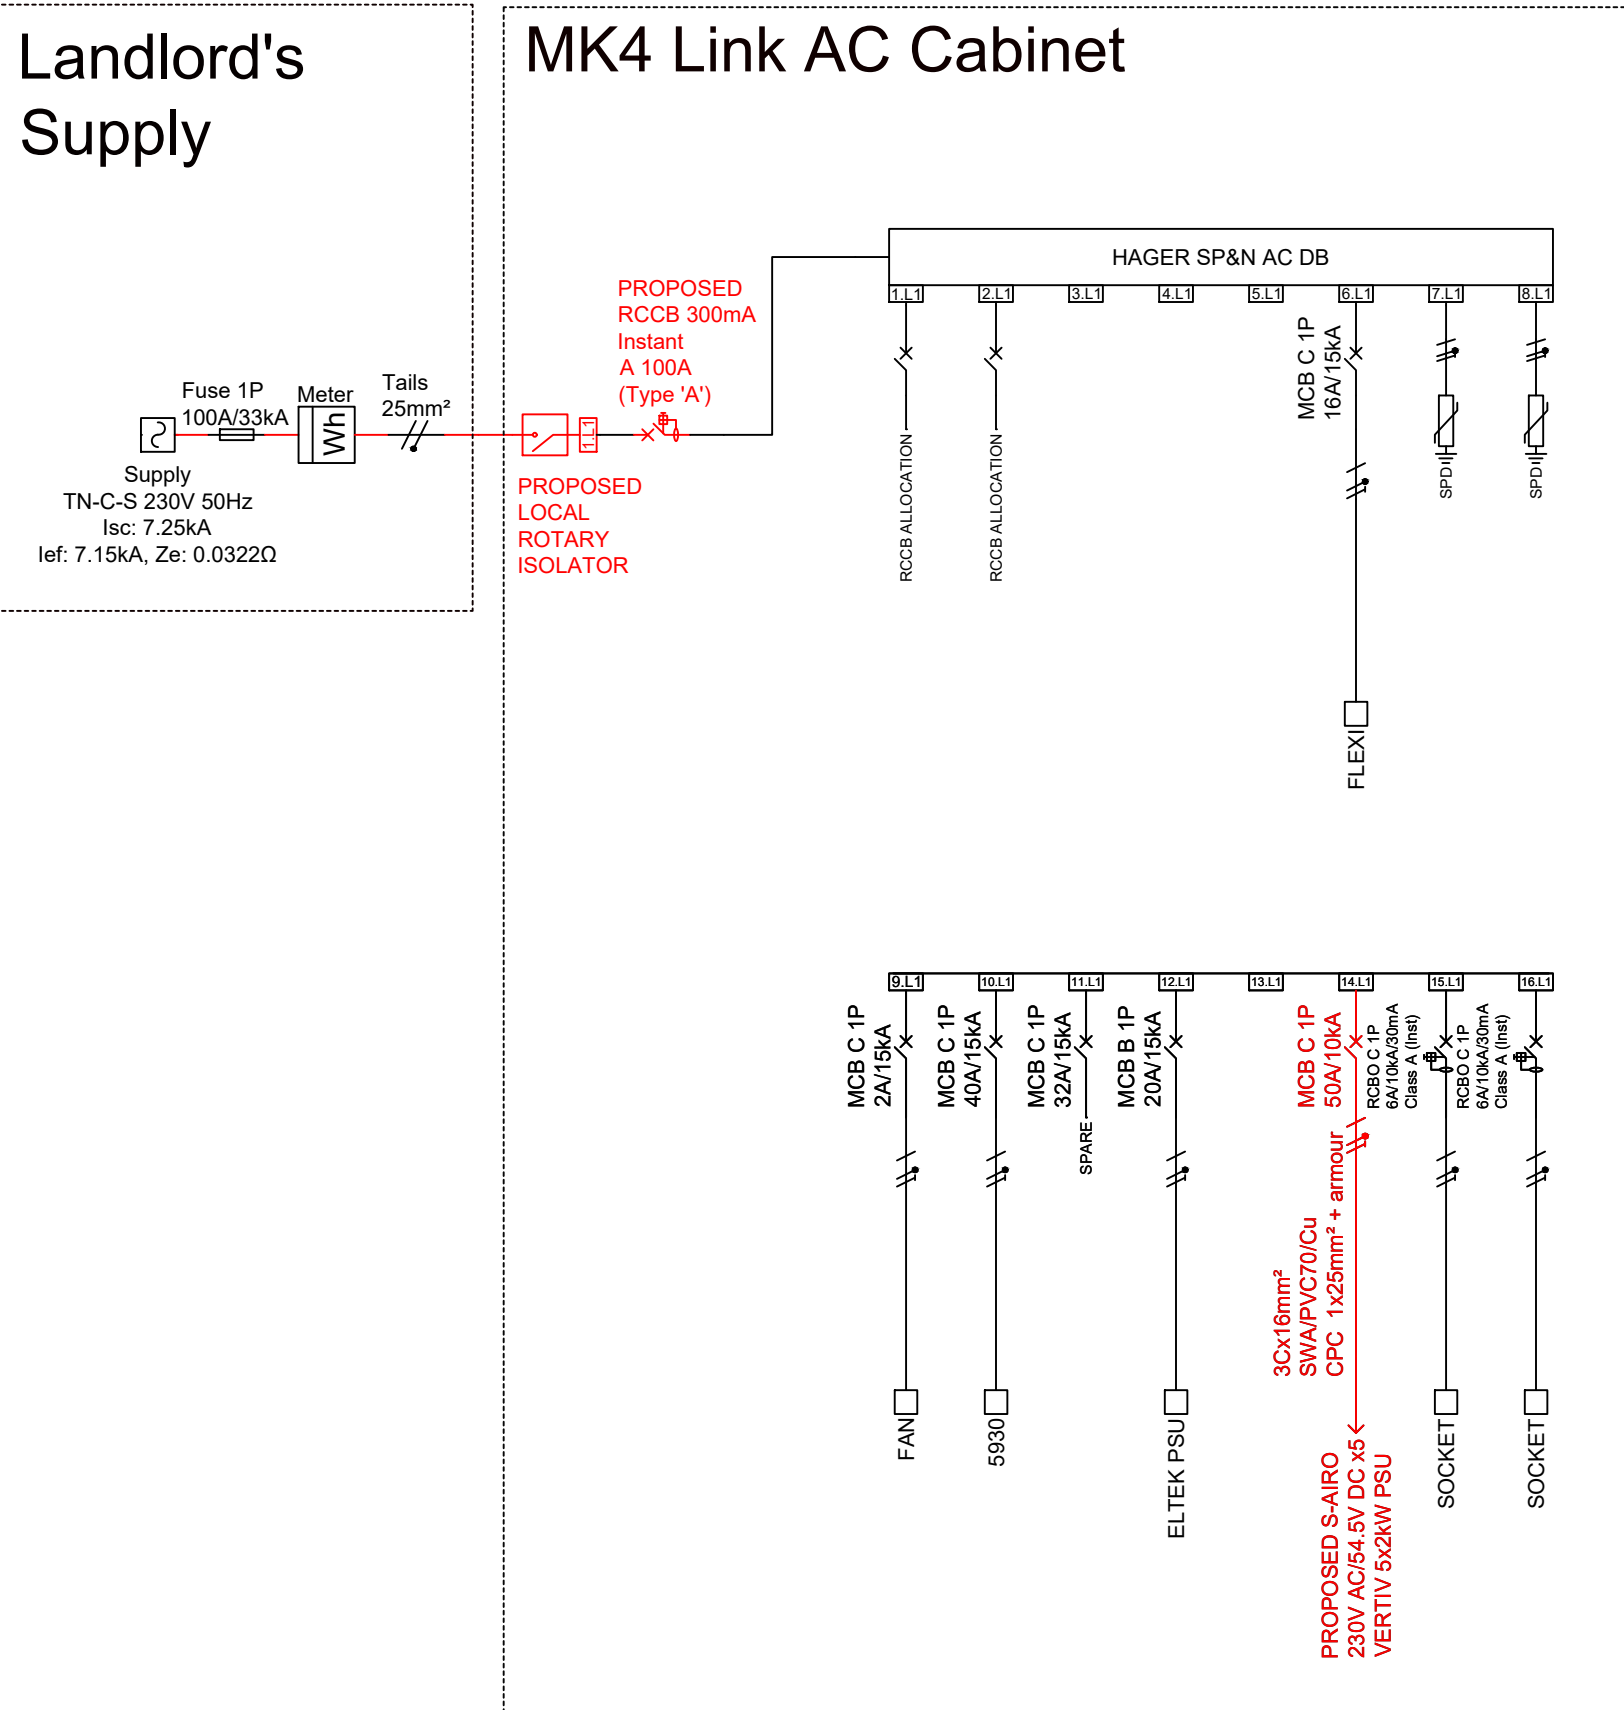 Landlord's
Supply
MK4 Link AC Cabinet
HAGER SP&N AC DB
1.L1
2.L1
3.L1
4.L1
5.L1
6.L1
7.L1
8.L1
PROPOSED
RCCB 300mA
Instant
A 100A
(Type 'A')
Fuse 1P
100A/33kA
Meter
Wh
Tails
25mm²
1.L1
Supply
TN-C-S 230V 50Hz
Isc: 7.25kA
Ief: 7.15kA, Ze: 0.0322Ω
PROPOSED
LOCAL
ROTARY
ISOLATOR
RCCB ALLOCATION
RCCB ALLOCATION
MCB C 1P
16A/15kA
FLEXI
SPD
SPD
9.L1
10.L1
11.L1
12.L1
13.L1
14.L1
15.L1
16.L1
MCB C 1P
2A/15kA
FAN
MCB C 1P
40A/15kA
5930
MCB C 1P
32A/15kA
SPARE
MCB B 1P
20A/15kA
ELTEK PSU
MCB C 1P
50A/10kA
3Cx16mm²
SWA/PVC70/Cu
CPC 1x25mm² + armour
PROPOSED S-AIRO
230V AC/54.5V DC x5
VERTIV 5x2kW PSU
RCBO C 1P
6A/10kA/30mA
Class A (Inst)
SOCKET
RCBO C 1P
6A/10kA/30mA
Class A (Inst)
SOCKET